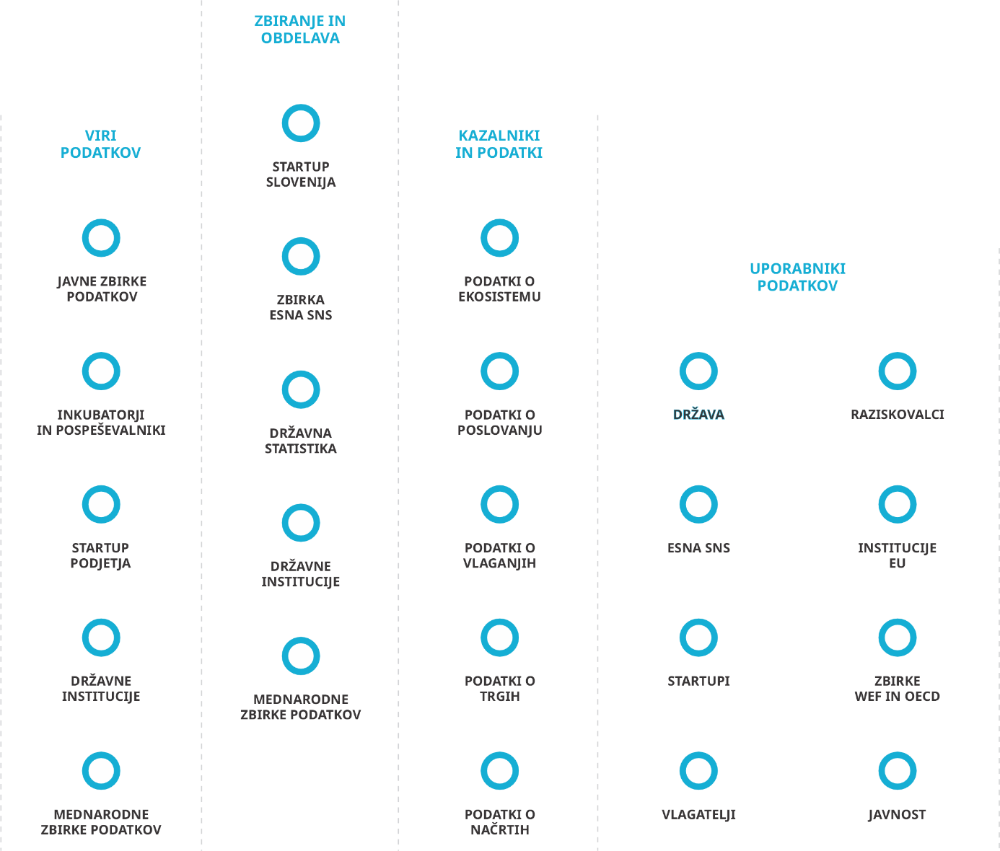 VIRI
PODATKOV
JAVNE ZBIRKE
PODATKOV
INKUBATORJI
IN POSPEŠEVALNIKI
STARTUP
PODJETJA
DRŽAVNE
INSTITUCIJE
MEDNARODNE
ZBIRKE PODATKOV
ZBIRANJE IN
OBDELAVA
STARTUP
SLOVENIJA
ZBIRKA
ESNA SNS
DRŽAVNA
STATISTIKA
DRŽAVNE
INSTITUCIJE
MEDNARODNE
ZBIRKE PODATKOV
KAZALNIKI
IN PODATKI
PODATKI O
EKOSISTEMU
PODATKI O
POSLOVANJU
PODATKI O
VLAGANJIH
PODATKI O
TRGIH
PODATKI O
NAČRTIH
UPORABNIKI
PODATKOV
DRŽAVA
ESNA SNS
STARTUPI
VLAGATELJI
RAZISKOVALCI
INSTITUCIJE
EU
ZBIRKE
WEF IN OECD
JAVNOST